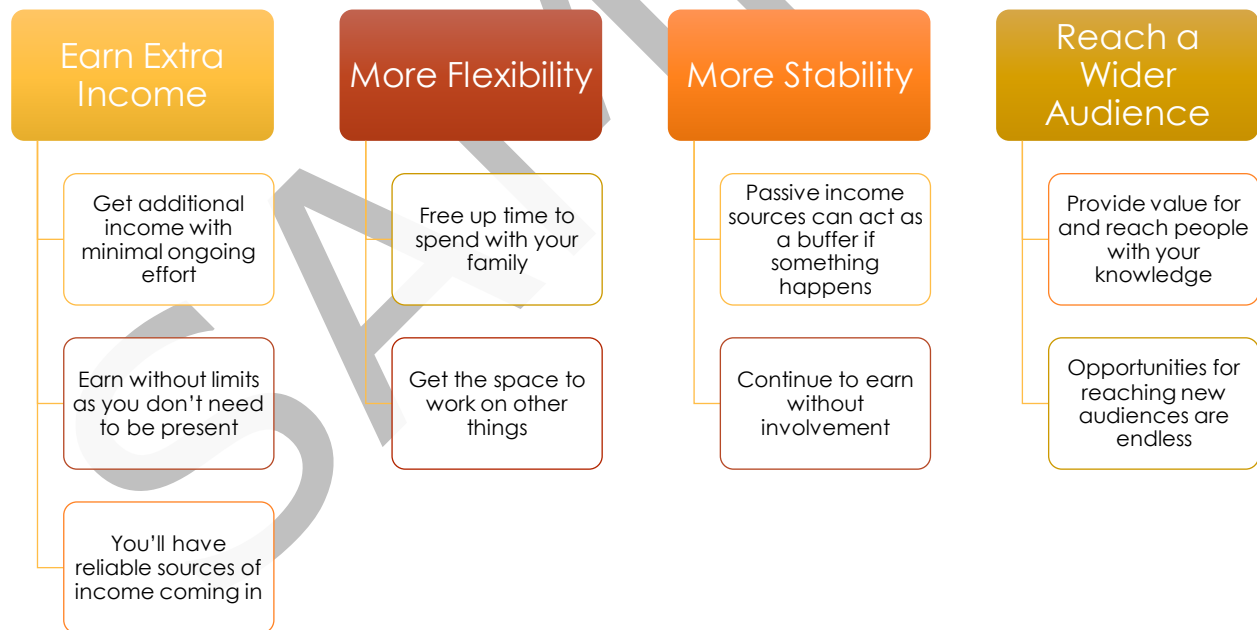 Earn Extra
Income
Get additional
income with
minimal ongoing
effort
Earn without limits
as you don't need
to be present
You'll have
reliable sources of
income coming in
More Flexibility
Free up time to
spend with your
family
Get the space to
work on other
things
More Stability
Passive income
sources can act as
a buffer if
something
happens
Continue to earn
without
involvement
Reach a
Wider
Audience
Provide value for
and reach people
with your
knowledge
Opportunities for
reaching new
audiences are
endless